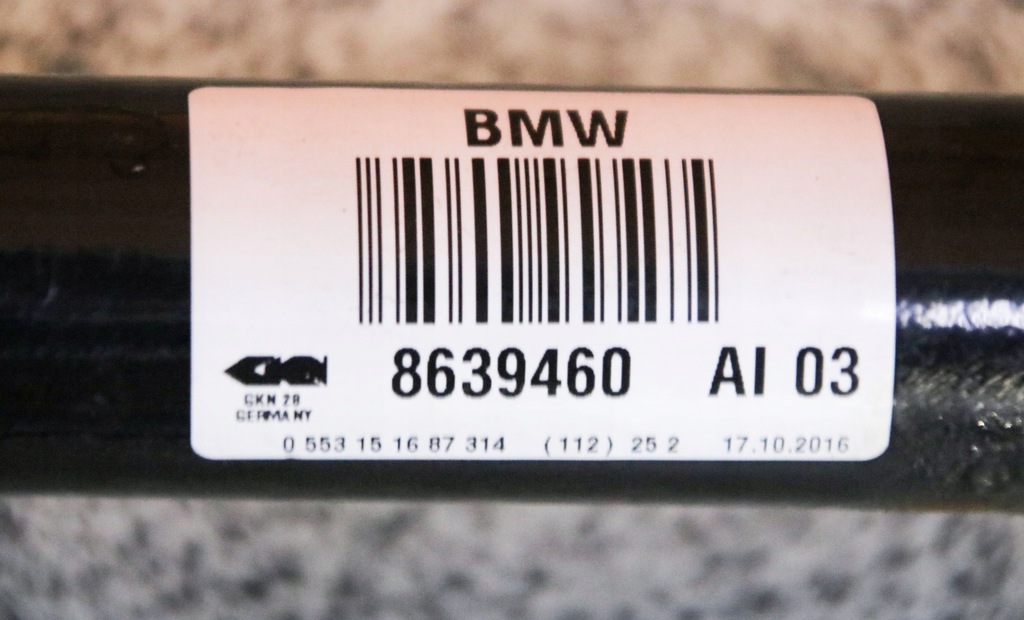 BMW
8639460 AI 03
GKN
GKN 28
GERMANY
0 553 15 16 87 314 (112) 25 2 17.10.2016